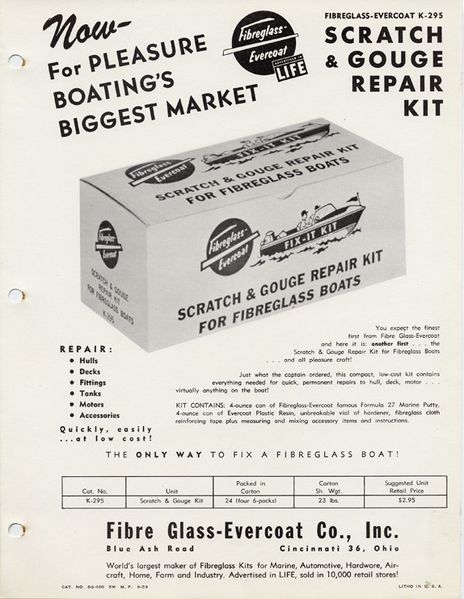 Now-
For PLEASURE
BOATING'S
BIGGEST MARKET
Fibreglass-
Evercoat
ADVERTISED IN
LIFE
FIBREGLASS-EVERCOAT K-295
SCRATCH
& GOUGE
REPAIR
KIT
Fibreglass-
Evercoat
FIX-IT KIT
SCRATCH & GOUGE REPAIR KIT
FOR FIBREGLASS BOATS
Fibreglass-
Evercoat
SCRATCH
& GOUGE
REPAIR
KIT
FOR FIBREGLASS BOATS
K-295
Fibreglass-
Evercoat
FIX-IT KIT
SCRATCH & GOUGE REPAIR KIT
FOR FIBREGLASS BOATS
You expect the finest
first from Fibre Glass-Evercoat
and here it is: another first . . . the
Scratch & Gouge Repair Kit for Fibreglass Boats
. . . and all pleasure craft!
REPAIR:
• Hulls
• Decks
• Fittings
• Tanks
• Motors
• Accessories
Quickly, easily
...at low cost!
Just what the captain ordered, this compact, low-cost kit contains
everything needed for quick, permanent repairs to hull, deck, motor . . .
virtually anything on the boat!
KIT CONTAINS: 4-ounce can of Fibreglass-Evercoat famous Formula 27 Marine Putty,
4-ounce can of Evercoat Plastic Resin, unbreakable vial of hardener, fibreglass cloth
reinforcing tape plus measuring and mixing accessory items and instructions.
THE ONLY WAY TO FIX A FIBREGLASS BOAT!
Cat. No. Unit Packed in Carton Carton Sh. Wgt. Suggested Unit Retail Price
K-295 Scratch & Gouge Kit 24 (four 6-packs) 23 lbs. $2.95
Fibre Glass-Evercoat Co., Inc.
Blue Ash Road Cincinnati 36, Ohio
World's largest maker of Fibreglass Kits for Marine, Automotive, Hardware, Air-
craft, Home, Farm and Industry. Advertised in LIFE, sold in 10,000 retail stores!
LITHO IN U.S.A.